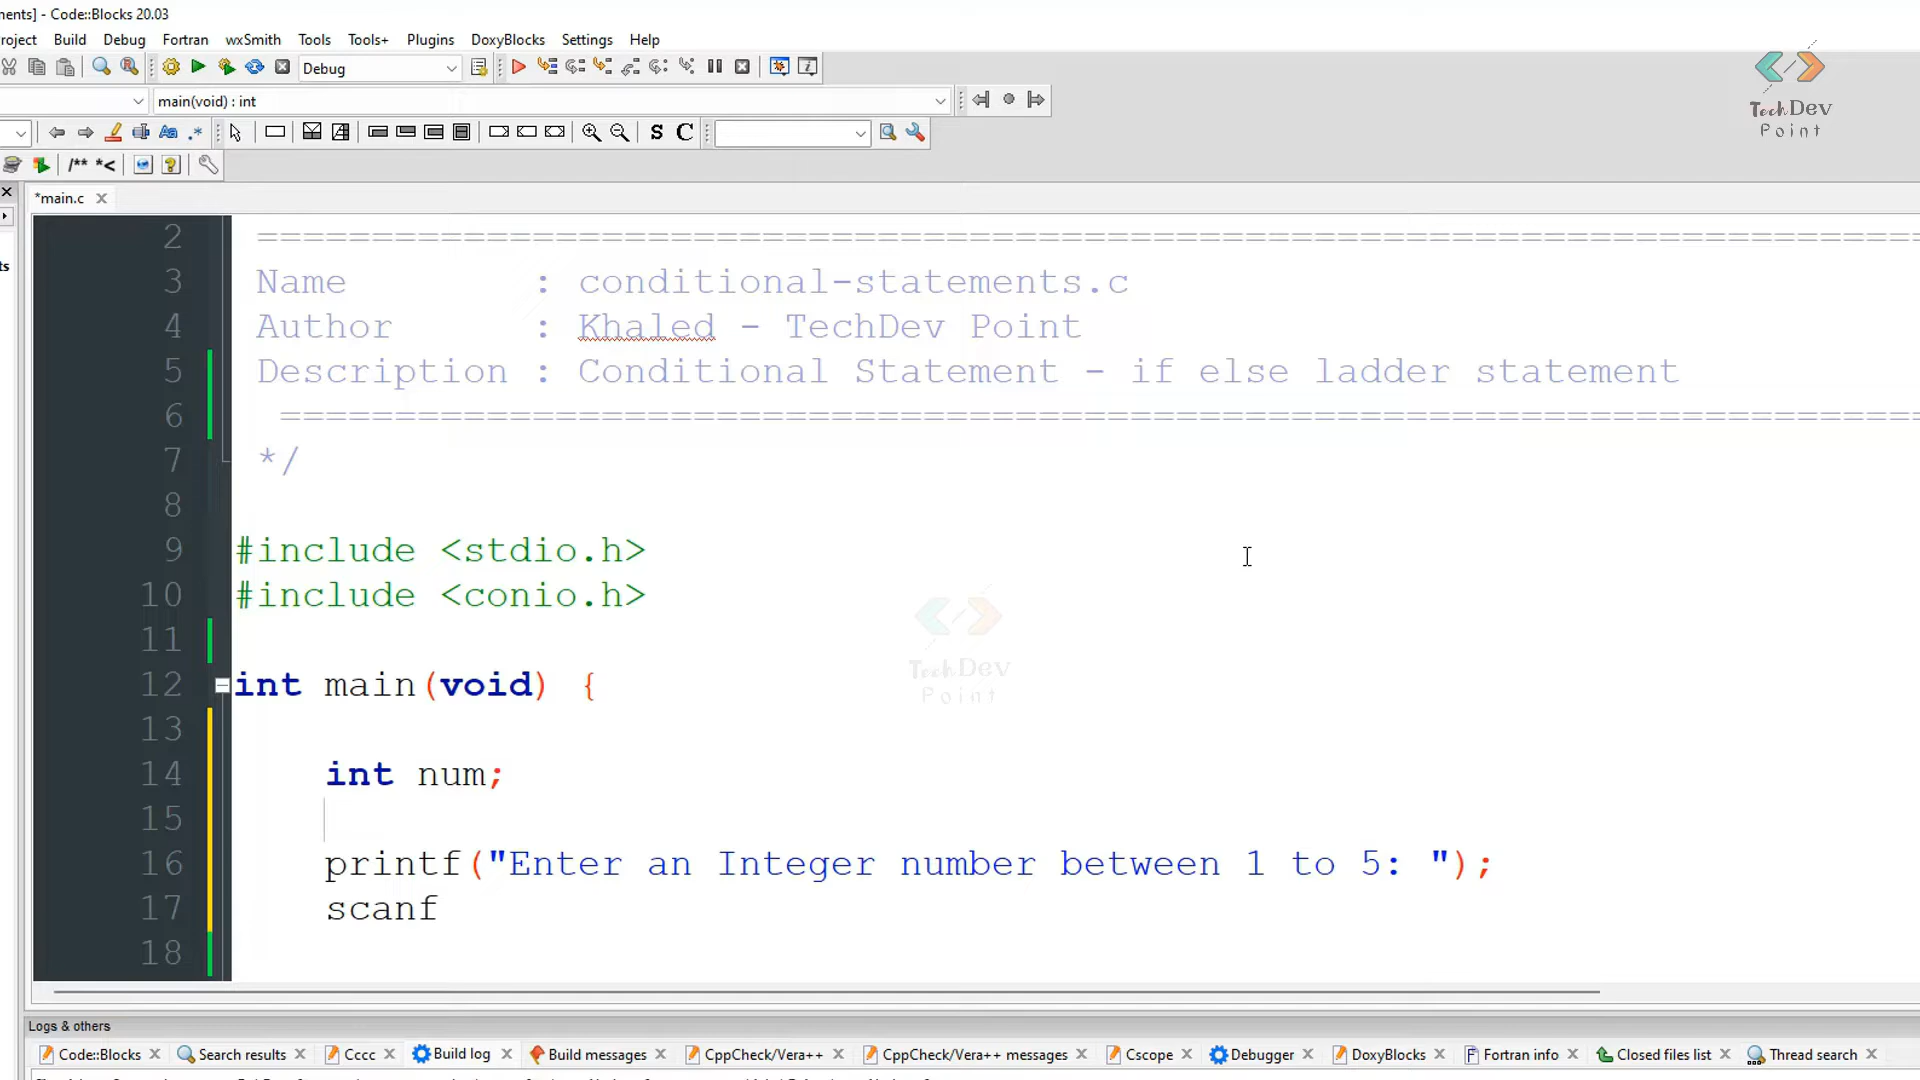 ments] - Code::Blocks 20.03
roject Build Debug Fortran wxSmith Tools Tools+ Plugins DoxyBlocks Settings Help
Debug
main(void) : int
S C
/** *<
TechDev
Point
*main.c
ts
2 ==========================================================================
3 Name : conditional-statements.c
4 Author : Khaled - TechDev Point
5 Description : Conditional Statement - if else ladder statement
6 ==========================================================================
7 */
8
9 #include <stdio.h>
10 #include <conio.h>
11
12 int main(void) {
13
14 int num;
15
16 printf("Enter an Integer number between 1 to 5: ");
17 scanf
18
TechDev
Point
Logs & others
Code::Blocks Search results Cccc Build log Build messages CppCheck/Vera++ CppCheck/Vera++ messages Cscope Debugger DoxyBlocks Fortran info Closed files list Thread search